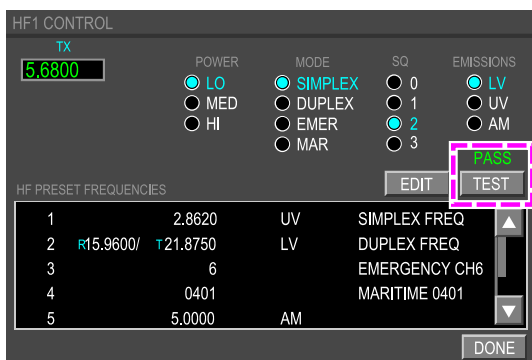 HF1 CONTROL
TX
5.6800
POWER MODE SQ EMISSIONS
LO SIMPLEX 0 LV
MED DUPLEX 1 UV
HI EMER 2 AM
MAR 3
PASS
HF PRESET FREQUENCIES EDIT TEST
1 2.8620 UV SIMPLEX FREQ
2 R15.9600/ T21.8750 LV DUPLEX FREQ
3 6 EMERGENCY CH6
4 0401 MARITIME 0401
5 5.0000 AM
DONE